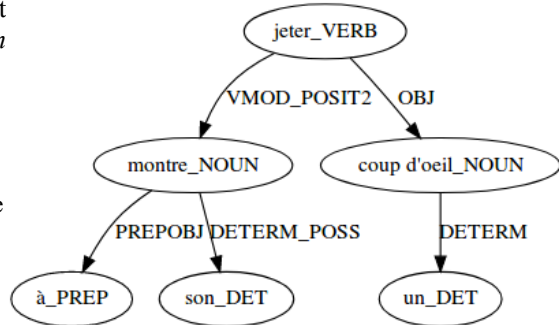 t
n
e
jeter_VERB
VMOD_POSIT2 OBJ
montre_NOUN coup d'oeil_NOUN
PREPOBJ DETERM_POSS DETERM
à_PREP son_DET un_DET